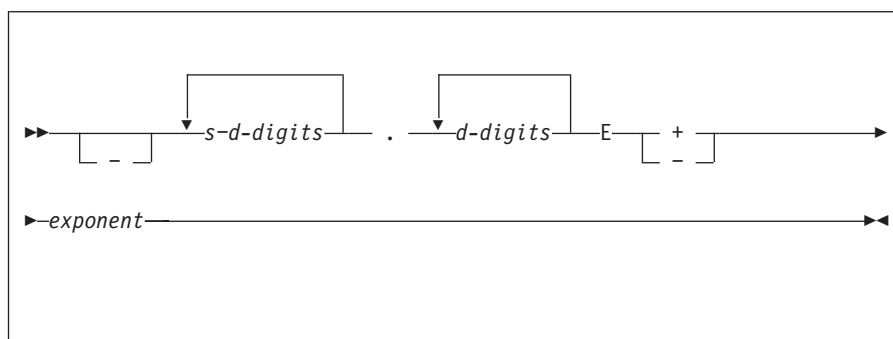 s-d-digits . d-digits E +
- -
exponent